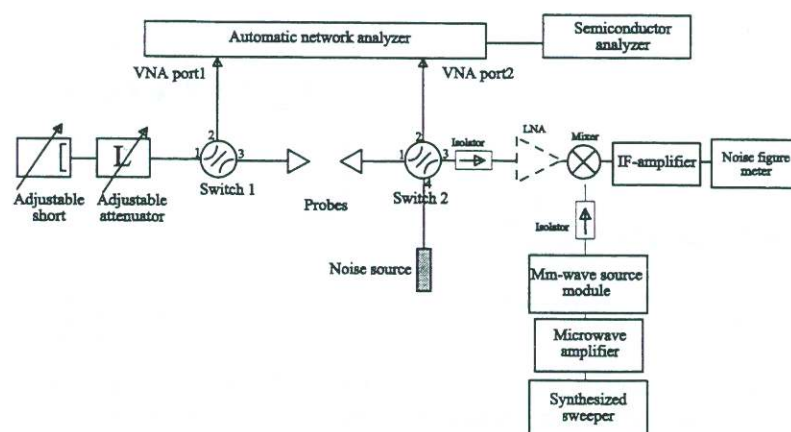 Automatic network analyzer
Semiconductor
analyzer
VNA port1
VNA port2
2
1
3
Switch 1
L
Adjustable
short
Adjustable
attenuator
Probes
2
1
3
4
Switch 2
Isolator
LNA
Mixer
IF-amplifier
Noise figure
meter
Noise source
Isolator
Mm-wave source
module
Microwave
amplifier
Synthesized
sweeper